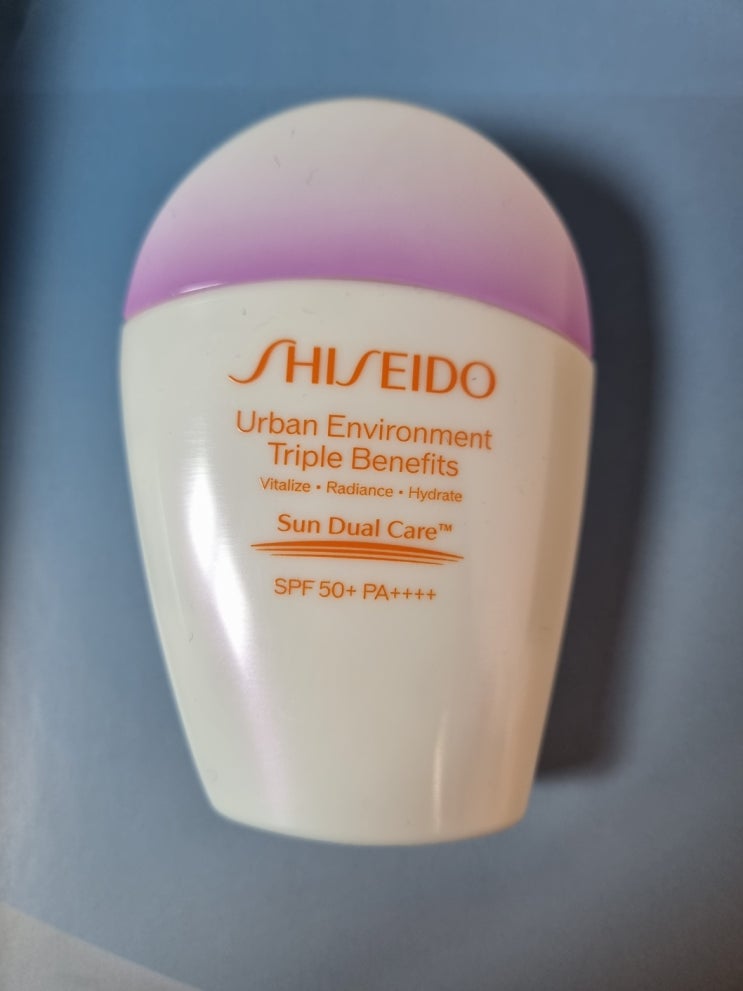 SHISEIDO
Urban Environment
Triple Benefits
Vitalize • Radiance • Hydrate
Sun Dual Care™
SPF 50+ PA++++